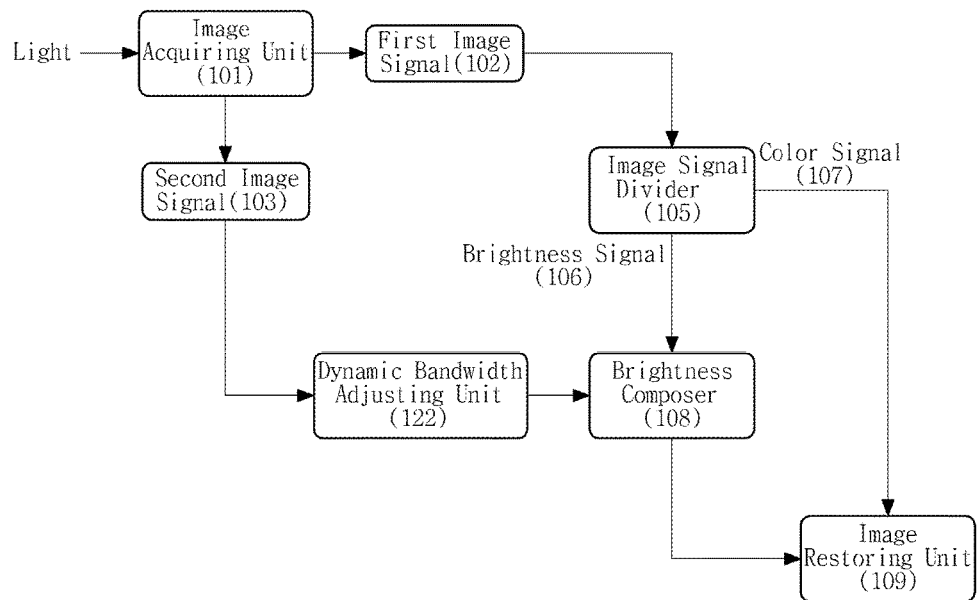 Light
Image
Acquiring Unit
(101)
First Image
Signal(102)
Second Image
Signal(103)
Image Signal
Divider
(105)
Color Signal
(107)
Brightness Signal
(106)
Dynamic Bandwidth
Adjusting Unit
(122)
Brightness
Composer
(108)
Image
Restoring Unit
(109)